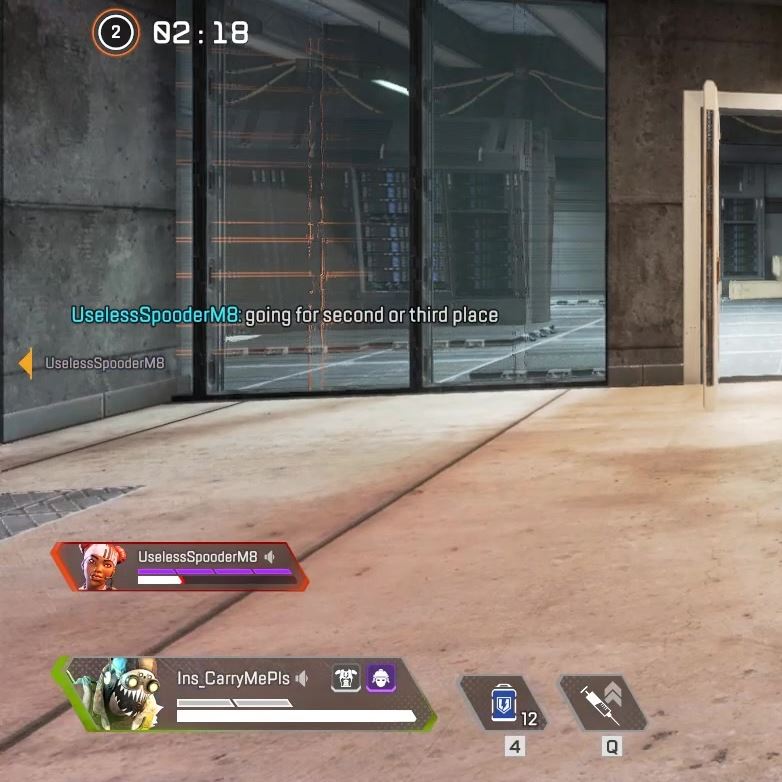 2 02:18
UselessSpooderM8: going for second or third place
UselessSpooderM8
UselessSpooderM8
Ins_CarryMePls
12
4 Q